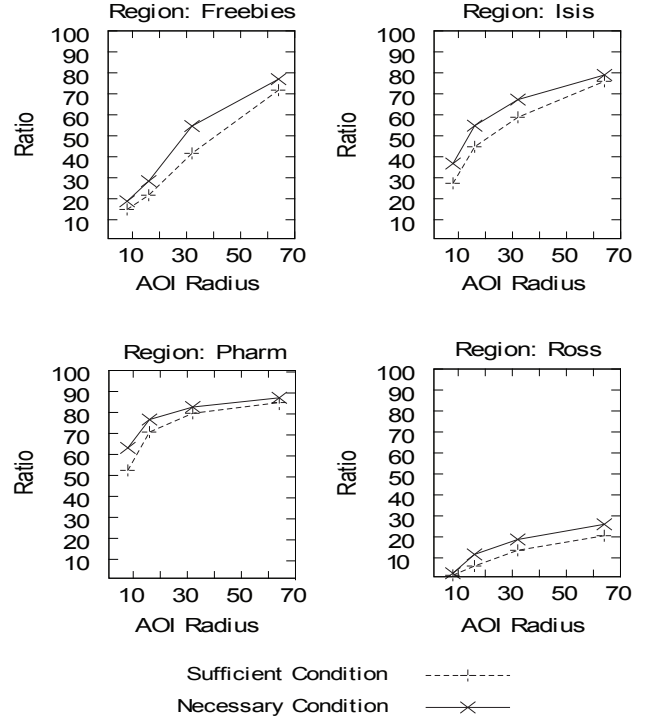 Region: Freebies
100
90
80
70
60
50
40
30
20
10
Ratio
10 30 50 70
AOI Radius
Region: Isis
100
90
80
70
60
50
40
30
20
10
Ratio
10 30 50 70
AOI Radius
Region: Pharm
100
90
80
70
60
50
40
30
20
10
Ratio
10 30 50 70
AOI Radius
Region: Ross
100
90
80
70
60
50
40
30
20
10
Ratio
10 30 50 70
AOI Radius
Sufficient Condition
Necessary Condition